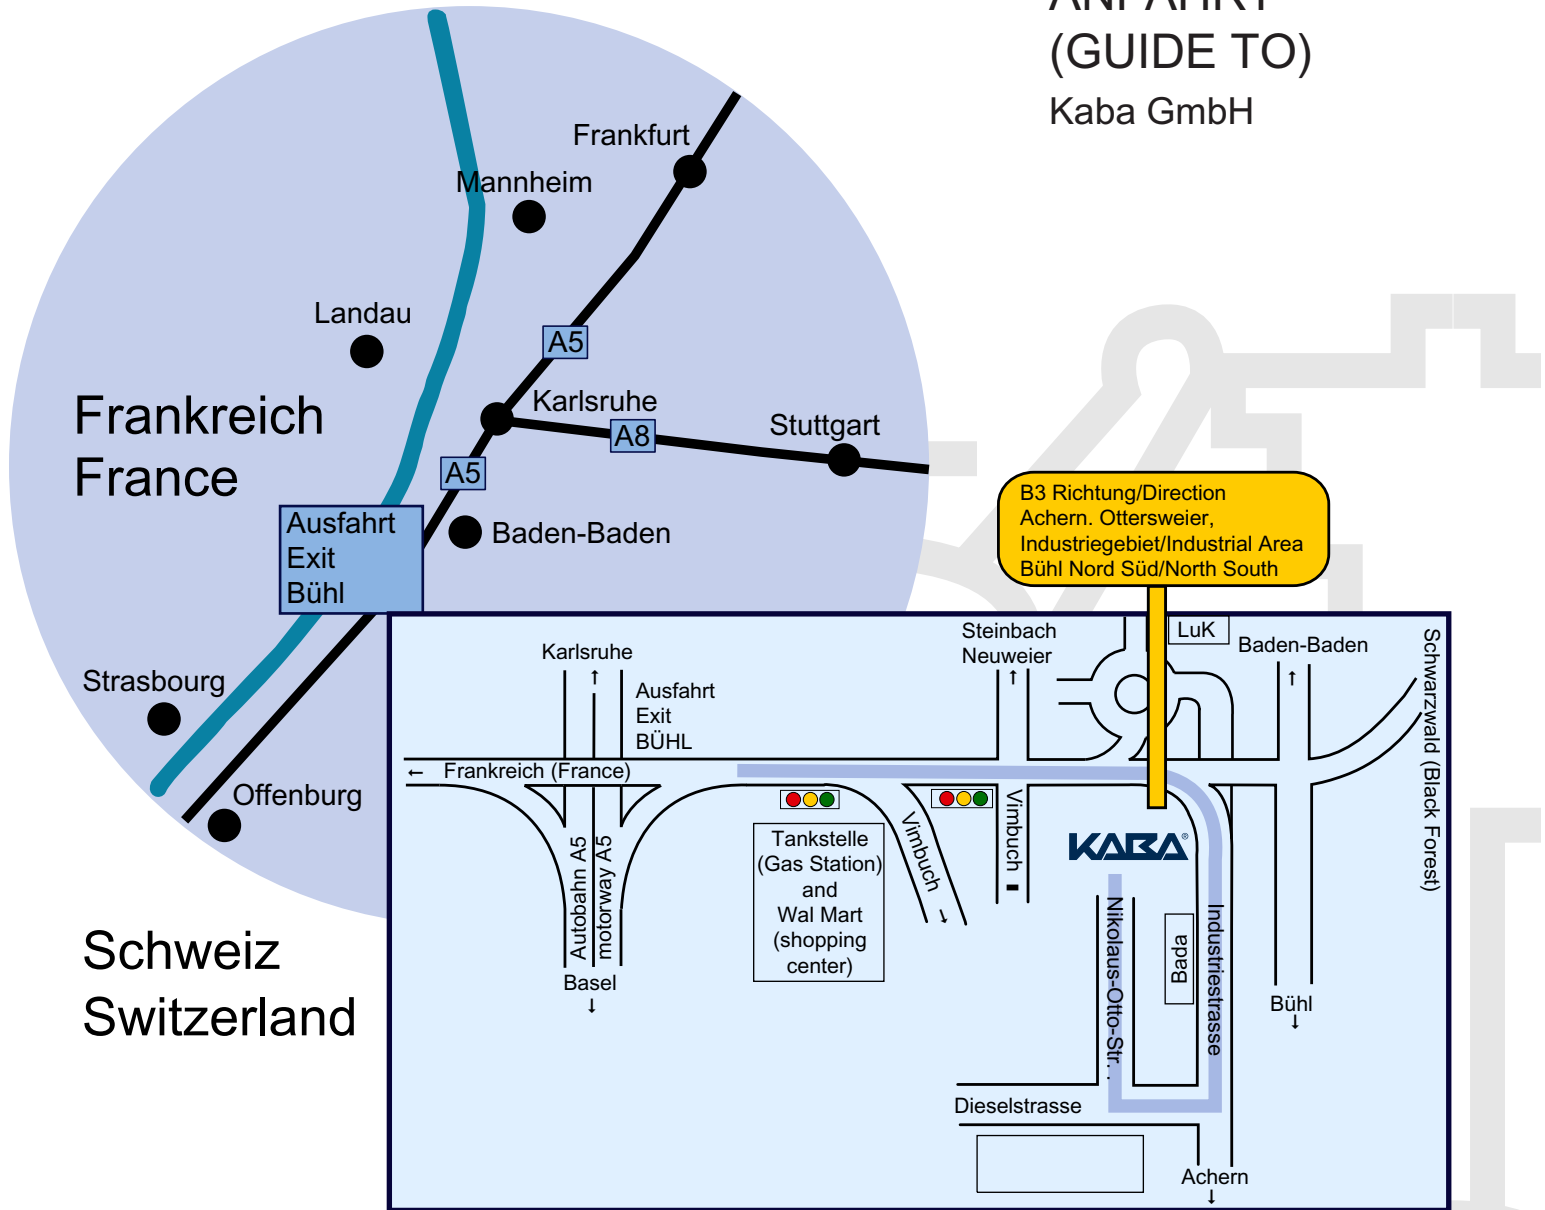 ANFAHRT
(GUIDE TO)
Kaba GmbH
Frankfurt
Mannheim
Landau
A5
Karlsruhe
A8
Stuttgart
A5
Frankreich
France
Baden-Baden
Ausfahrt
Exit
Bühl
Strasbourg
Offenburg
Schweiz
Switzerland
B3 Richtung/Direction
Achern. Ottersweier,
Industriegebiet/Industrial Area
Bühl Nord Süd/North South
Karlsruhe
↑
Ausfahrt
Exit
BÜHL
Steinbach
Neuweier
↑
LuK
Baden-Baden
↑
Schwarzwald (Black Forest)
← Frankreich (France)
Autobahn A5
motorway A5
Basel
↓
Tankstelle
(Gas Station)
and
Wal Mart
(shopping
center)
Vimbuch
↓
Vimbuch
KABA®
Nikolaus-Otto-Str. .
Bada
Industriestrasse
Bühl
↓
Dieselstrasse
Achern
↓